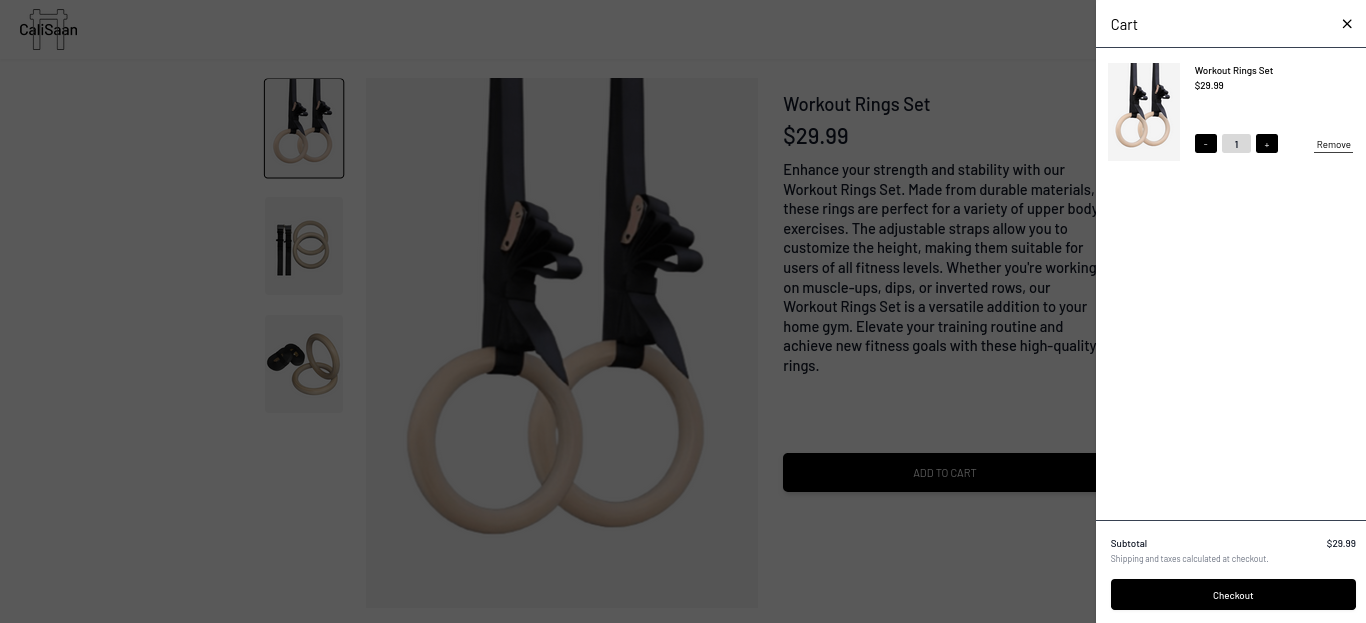 CaliSaan
Workout Rings Set
$29.99
Enhance your strength and stability with our
Workout Rings Set. Made from durable materials,
these rings are perfect for a variety of upper body
exercises. The adjustable straps allow you to
customize the height, making them suitable for
users of all fitness levels. Whether you're working
on muscle-ups, dips, or inverted rows, our
Workout Rings Set is a versatile addition to your
home gym. Elevate your training routine and
achieve new fitness goals with these high-quality
rings.
ADD TO CART
Cart
Workout Rings Set
$29.99
- 1 + Remove
Subtotal $29.99
Shipping and taxes calculated at checkout.
Checkout